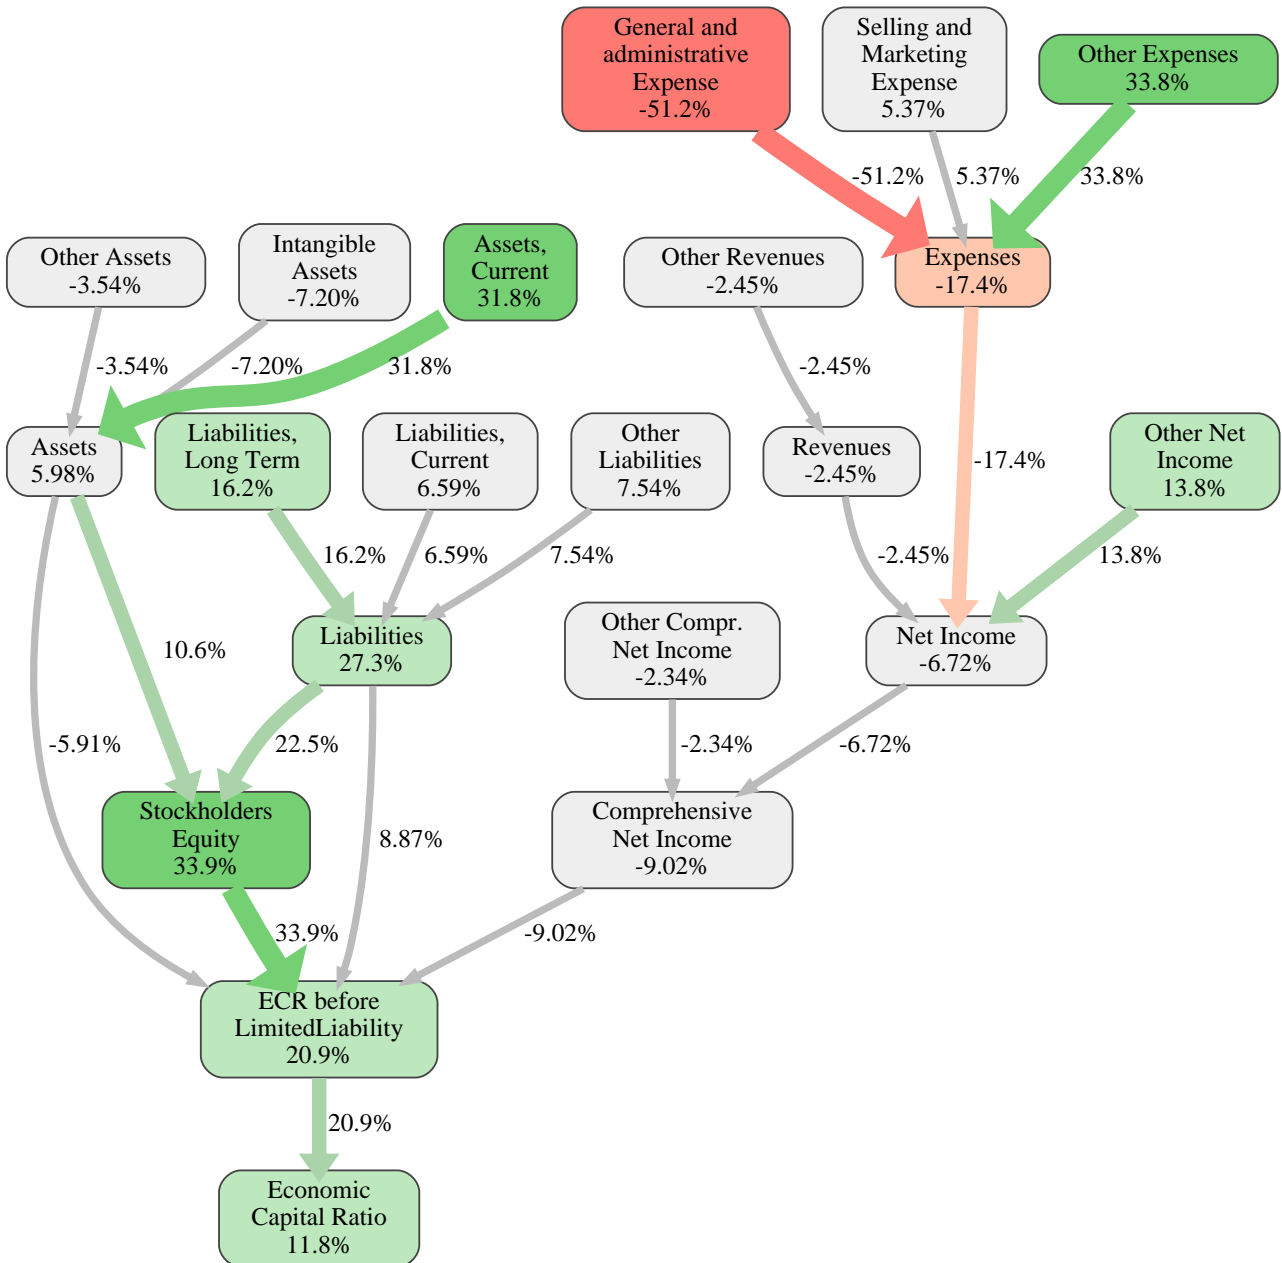 General and
administrative
Expense
-51.2%
Selling and
Marketing
Expense
5.37%
Other Expenses
33.8%
-51.2%
5.37%
33.8%
Other Assets
-3.54%
Intangible
Assets
-7.20%
Assets,
Current
31.8%
Other Revenues
-2.45%
Expenses
-17.4%
-3.54%
-7.20%
31.8%
-2.45%
-17.4%
Assets
5.98%
Liabilities,
Long Term
16.2%
Liabilities,
Current
6.59%
Other
Liabilities
7.54%
Revenues
-2.45%
Other Net
Income
13.8%
16.2%
6.59%
7.54%
-2.45%
13.8%
10.6%
Liabilities
27.3%
Other Compr.
Net Income
-2.34%
Net Income
-6.72%
-5.91%
22.5%
-2.34%
-6.72%
Stockholders
Equity
33.9%
8.87%
Comprehensive
Net Income
-9.02%
33.9%
-9.02%
ECR before
LimitedLiability
20.9%
20.9%
Economic
Capital Ratio
11.8%